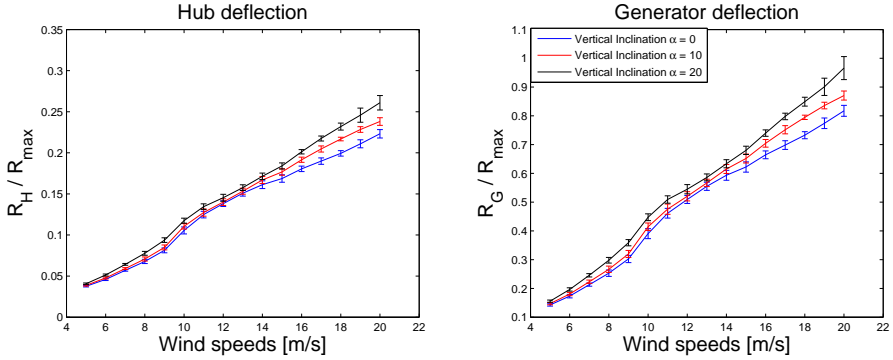 Hub deflection
0.35
0.3
0.25
0.2
0.15
0.1
0.05
0
R_H / R_max
4 6 8 10 12 14 16 18 20 22
Wind speeds [m/s]
Generator deflection
Vertical Inclination α = 0
Vertical Inclination α = 10
Vertical Inclination α = 20
1.1
1
0.9
0.8
0.7
0.6
0.5
0.4
0.3
0.2
0.1
R_G / R_max
4 6 8 10 12 14 16 18 20 22
Wind speeds [m/s]